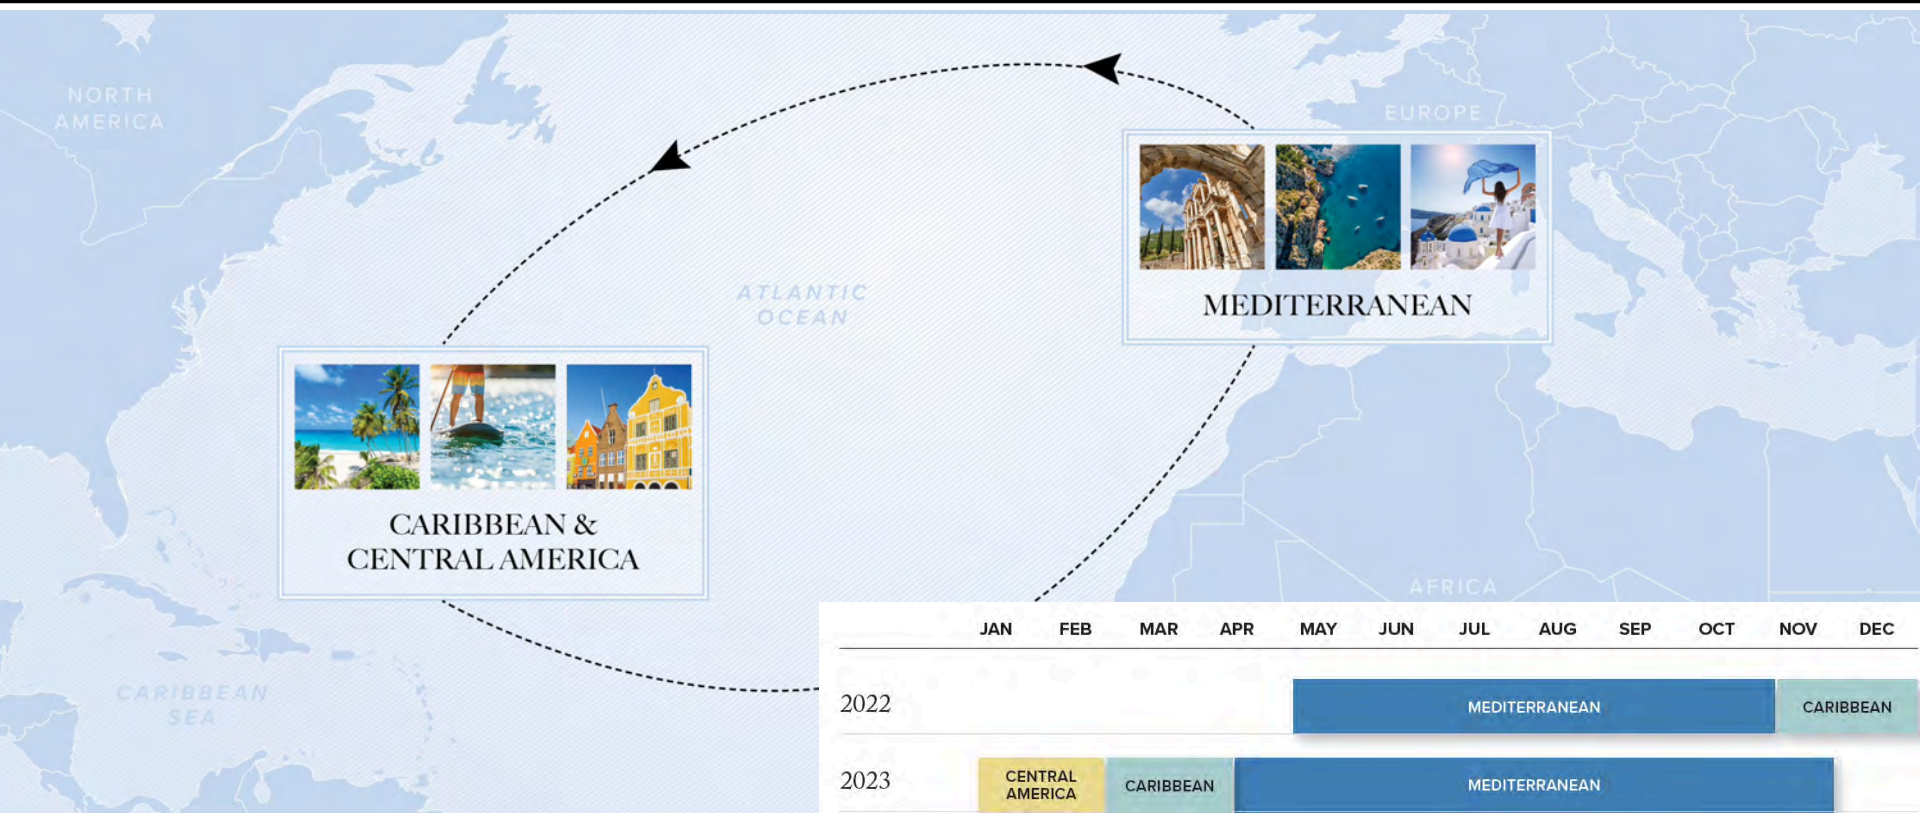 NORTH
AMERICA
EUROPE
MEDITERRANEAN
ATLANTIC
OCEAN
CARIBBEAN &
CENTRAL AMERICA
AFRICA
CARIBBEAN
SEA
JAN FEB MAR APR MAY JUN JUL AUG SEP OCT NOV DEC
2022 MEDITERRANEAN CARIBBEAN
2023 CENTRAL AMERICA CARIBBEAN MEDITERRANEAN